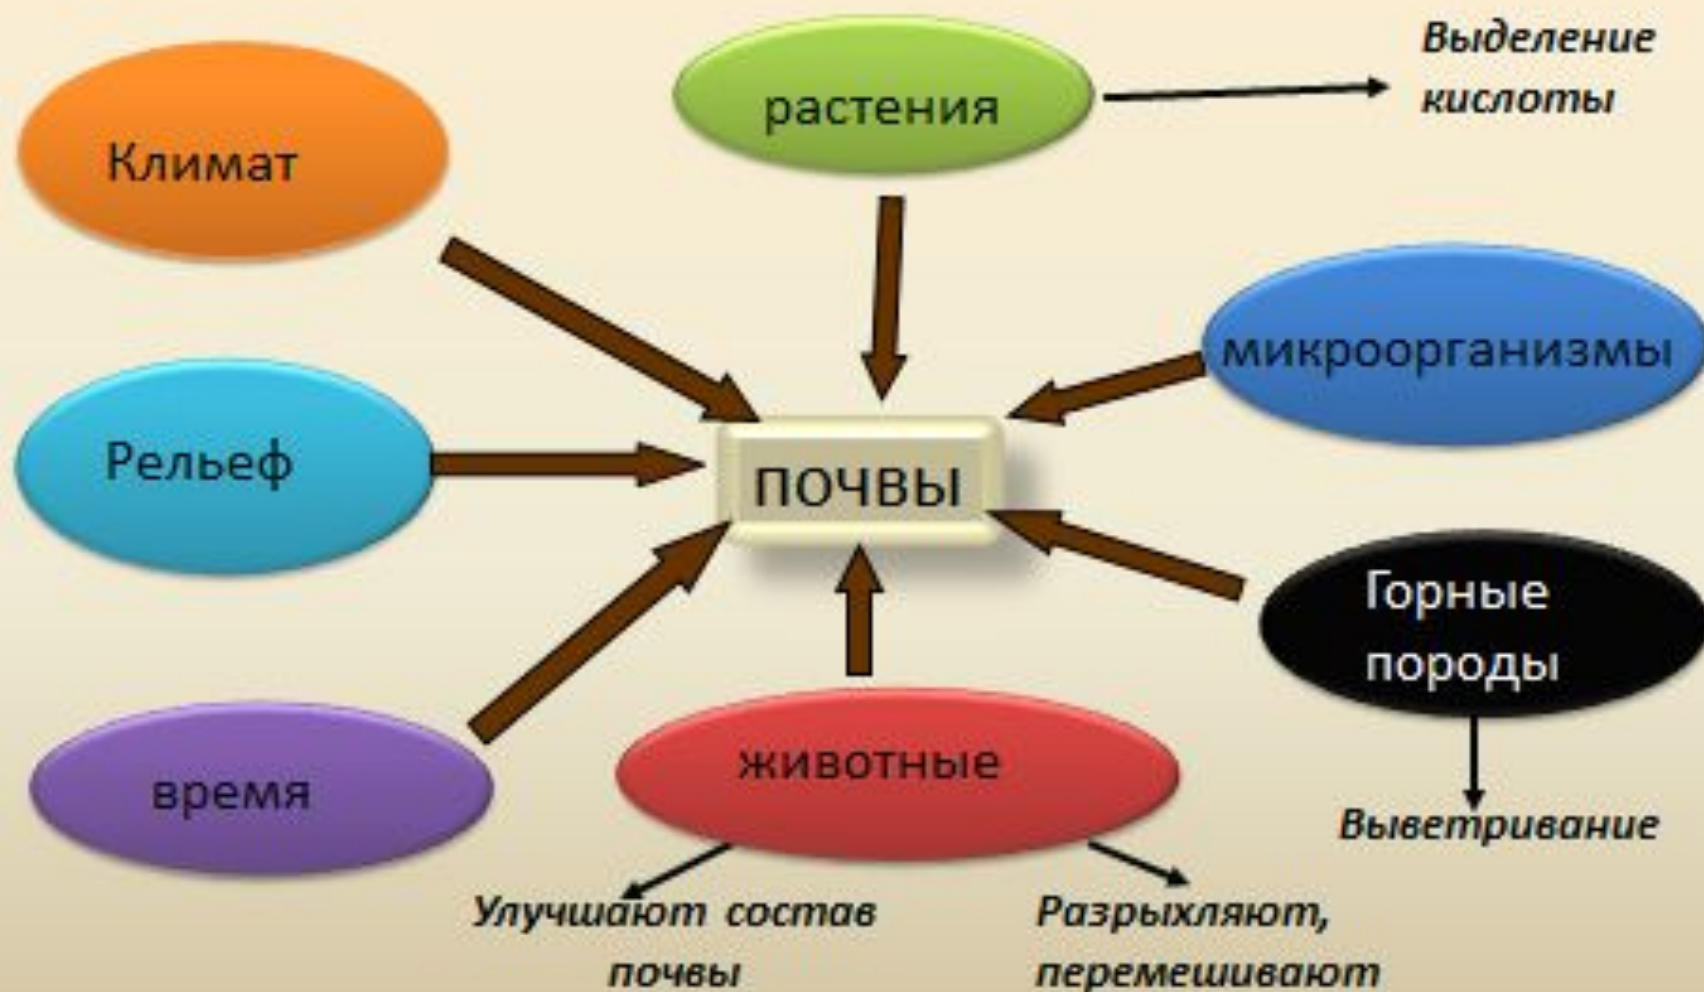 Выделение
кислоты
растения
Климат
микроорганизмы
Рельеф
ПОЧВЫ
Горные
породы
время
животные
Выветривание
Улучшают состав
почвы
Разрыхляют,
перемешивают